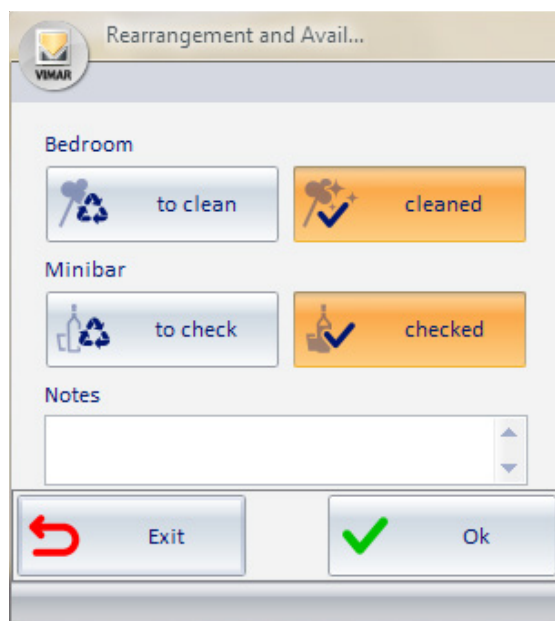 Rearrangement and Avail...
VIMAR
Bedroom
to clean
cleaned
Minibar
to check
checked
Notes
Exit
Ok